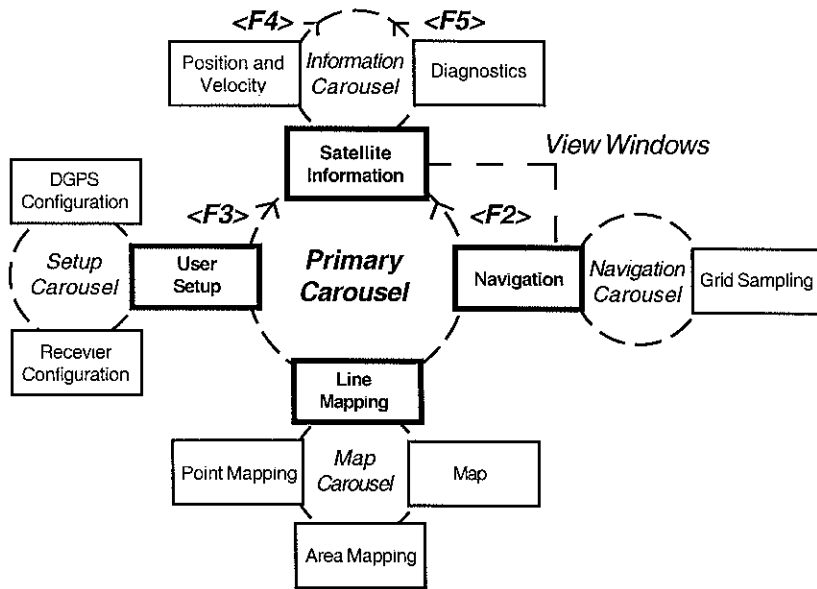 <F4>
<F5>
Position and
Velocity
Information
Carousel
Diagnostics
Satellite
Information
View Windows
DGPS
Configuration
<F3>
<F2>
Setup
Carousel
User
Setup
Primary
Carousel
Navigation
Navigation
Carousel
Grid Sampling
Recevier
Configuration
Line
Mapping
Point Mapping
Map
Carousel
Map
Area Mapping